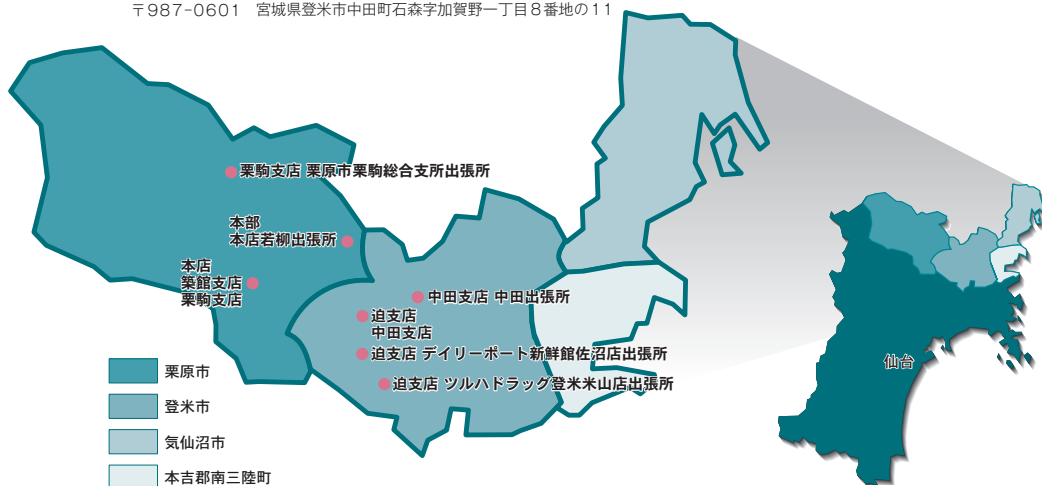 〒987-0601 宮城県登米市中田町石森字加賀野一丁目8番地の11
栗駒支店 栗原市栗駒総合支所出張所
本部
本店若柳出張所
本店
築館支店
栗駒支店
中田支店 中田出張所
迫支店
中田支店
迫支店 デイリーポート新鮮館佐沼店出張所
迫支店 ツルハドラッグ登米米山店出張所
仙台
栗原市
登米市
気仙沼市
本吉郡南三陸町